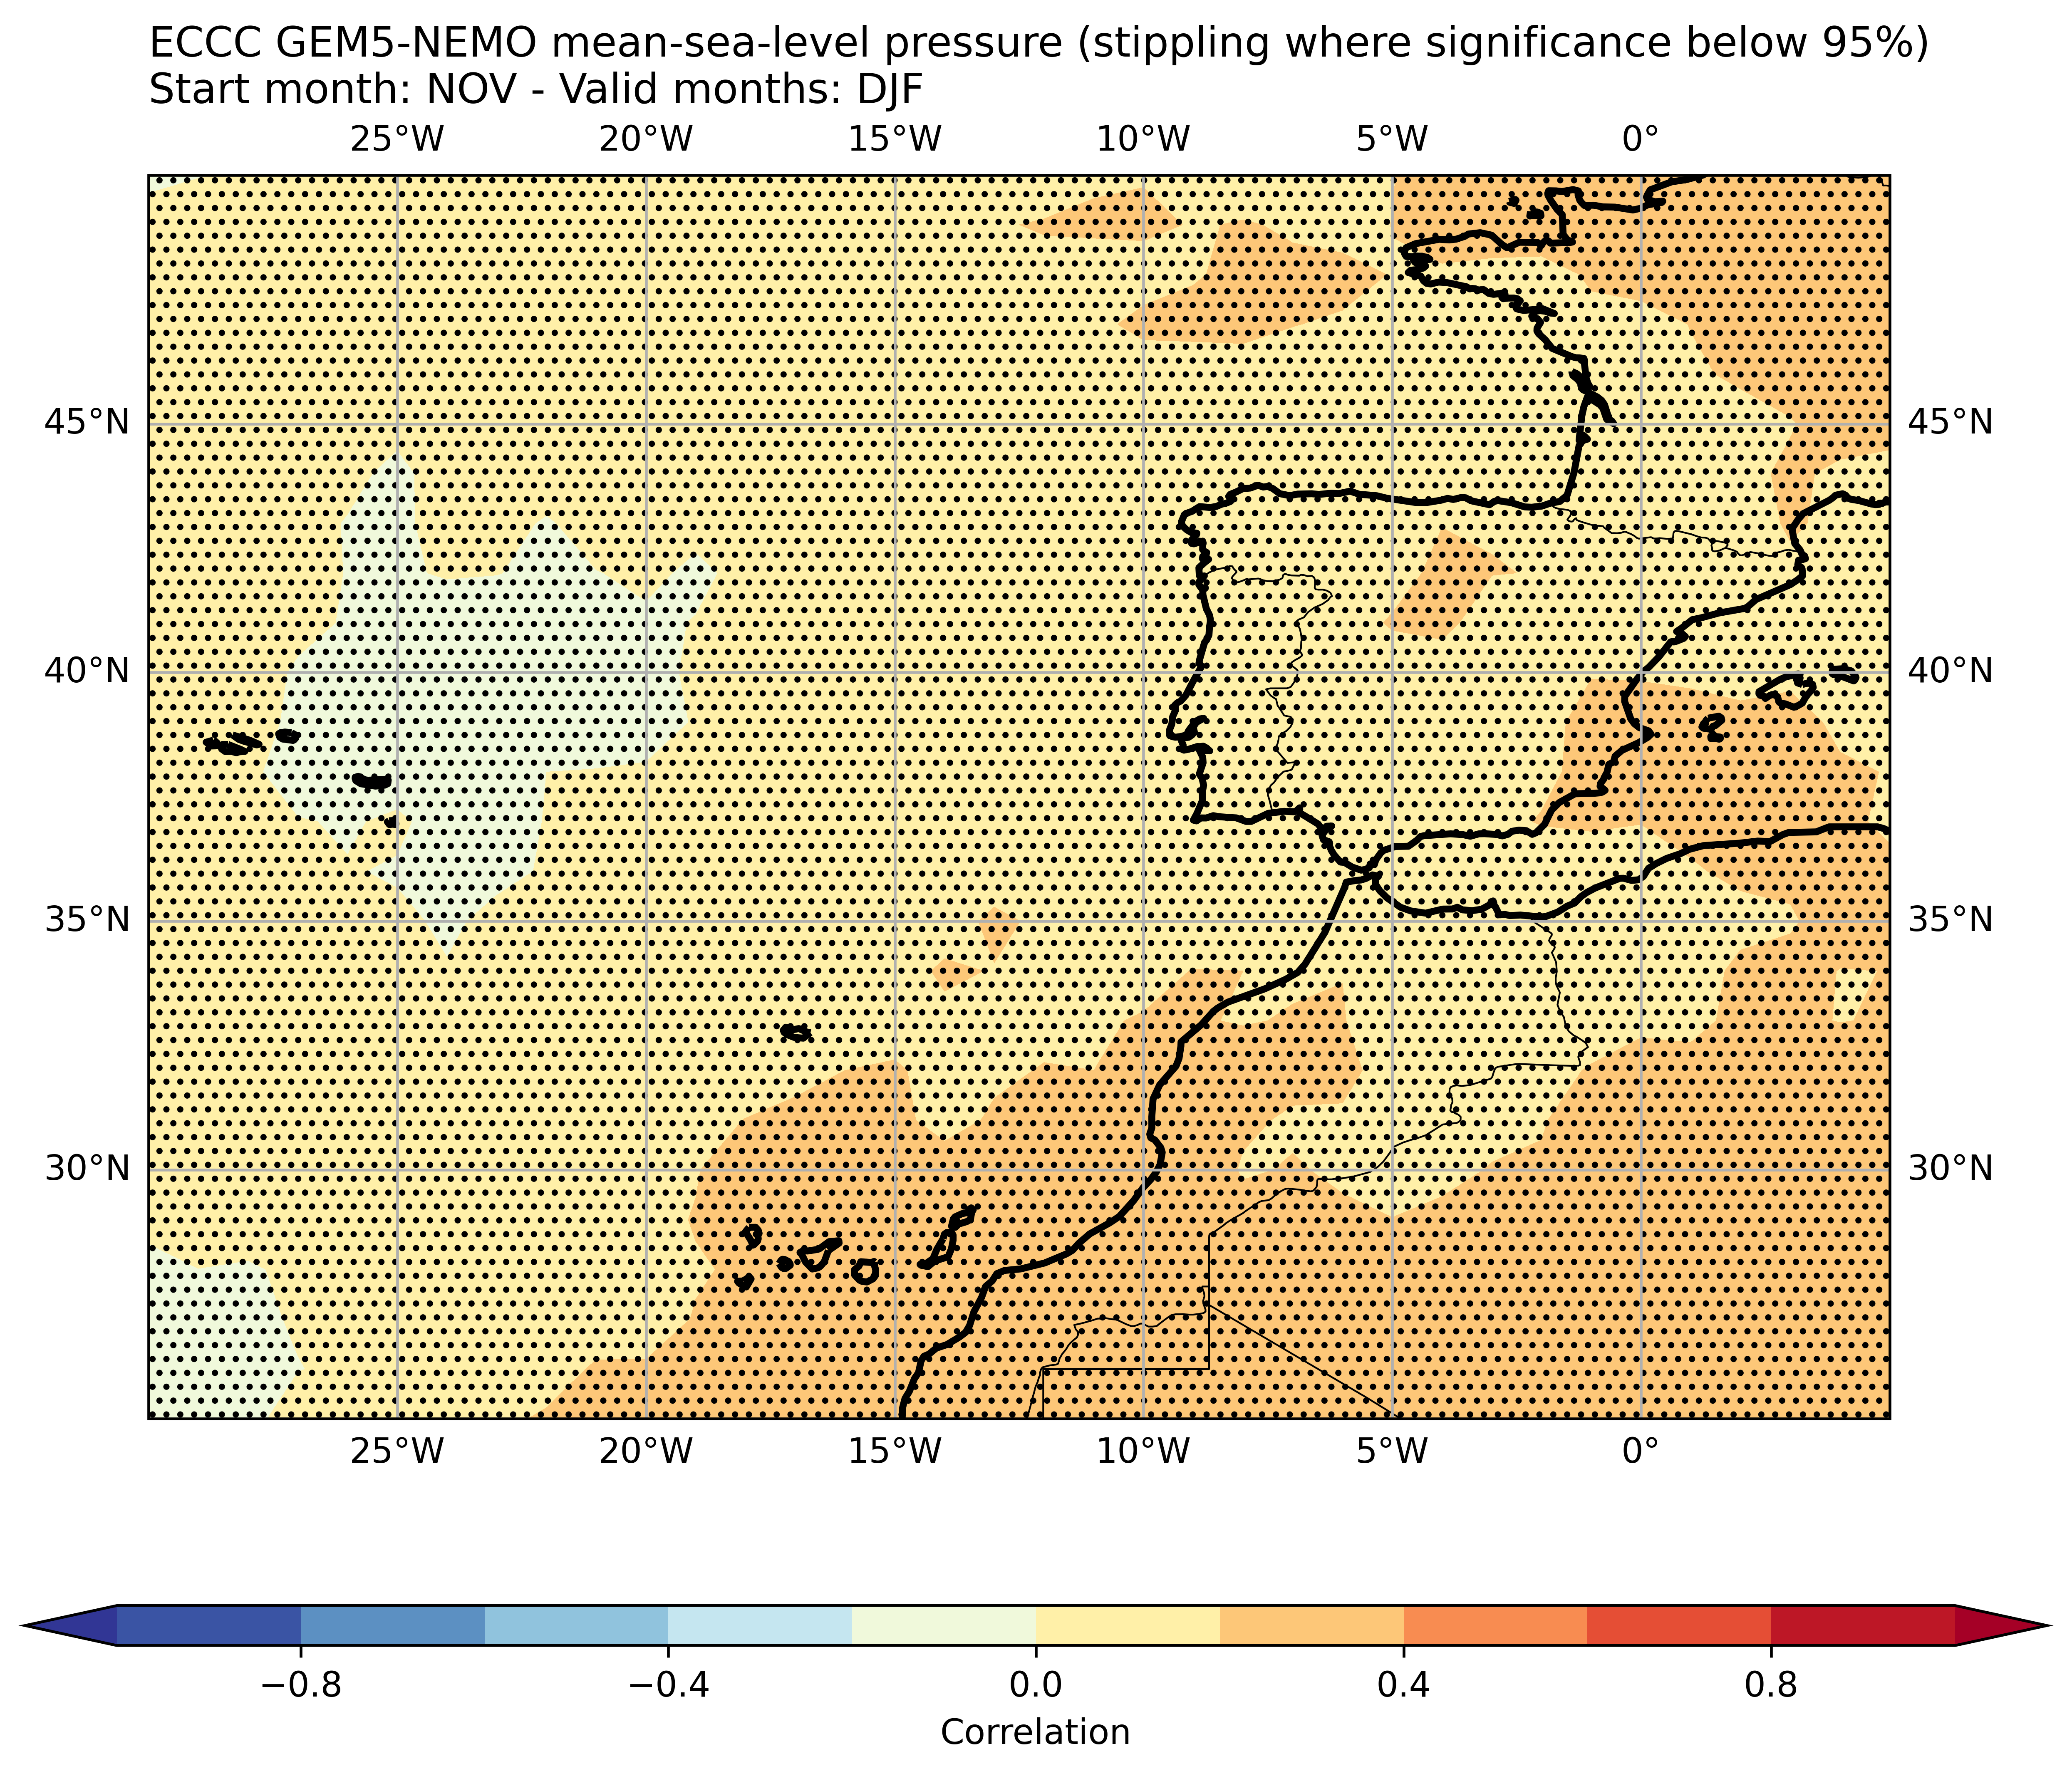 ECCC GEM5-NEMO mean-sea-level pressure (stippling where significance below 95%)
Start month: NOV - Valid months: DJF
25°W 20°W 15°W 10°W 5°W 0°
45°N 45°N
40°N 40°N
35°N 35°N
30°N 30°N
25°W 20°W 15°W 10°W 5°W 0°
−0.8 −0.4 0.0 0.4 0.8
Correlation